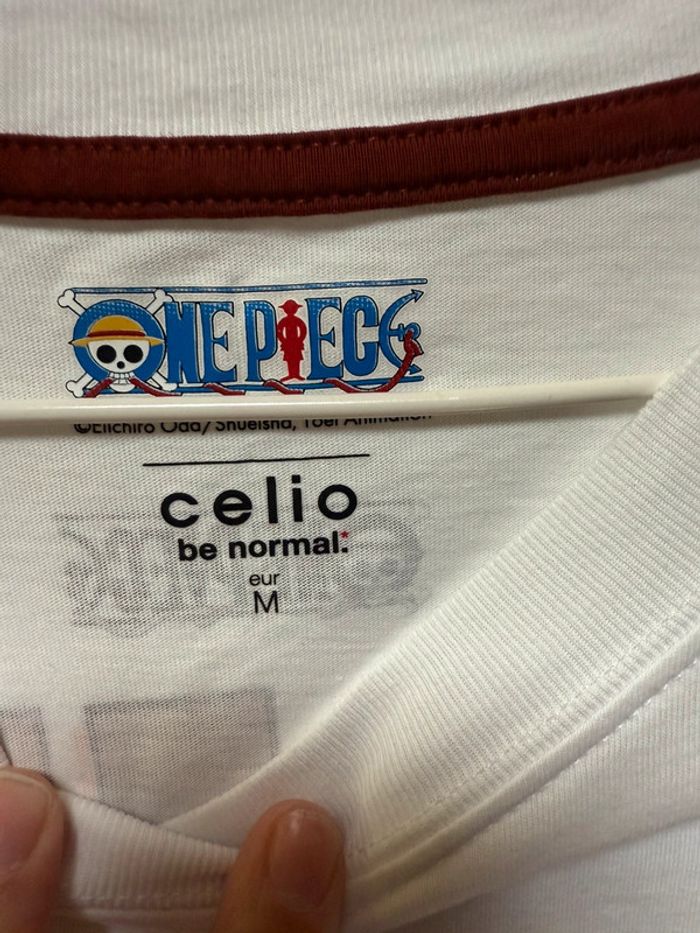 ONE PIECE
©Eiichiro Oda/Shueisha, Toei Animation
celio
be normal.*
eur
M